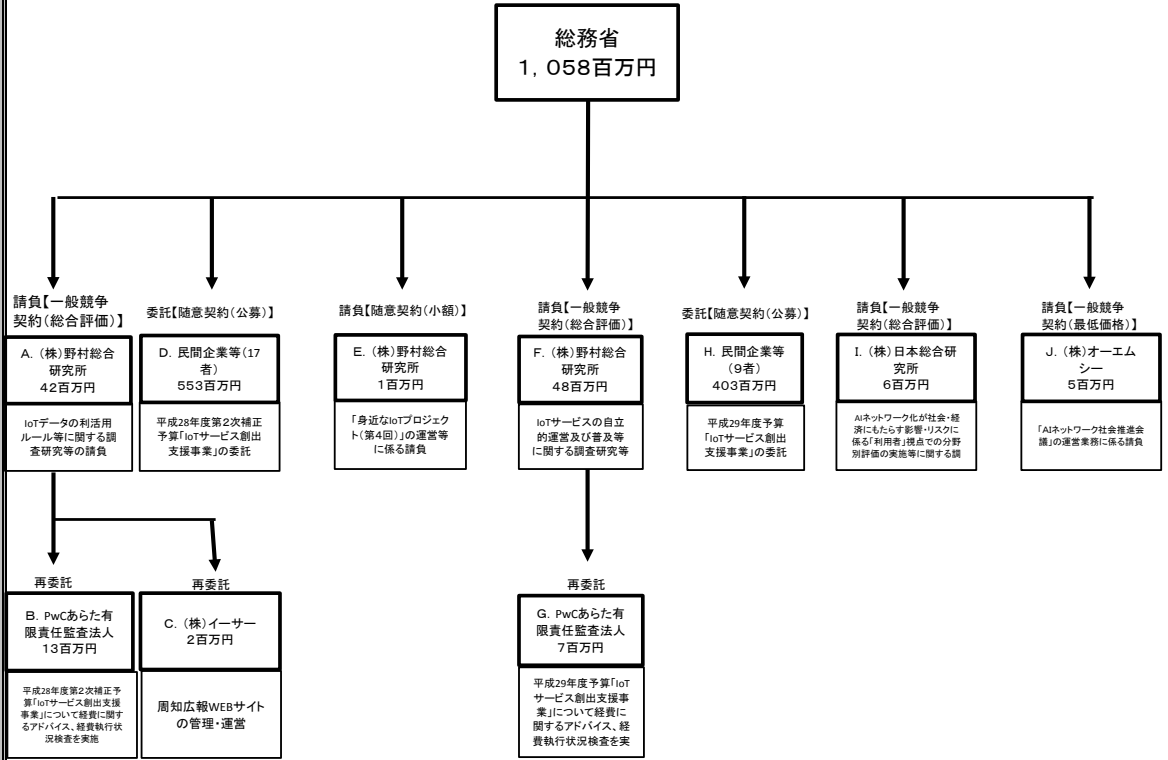 総務省
1，058百万円
請負【一般競争
契約（総合評価）】
A．（株）野村総合
研究所
42百万円
IoTデータの利活用
ルール等に関する調
査研究等の請負
委託【随意契約（公募）】
D．民間企業等（17
者）
553百万円
平成28年度第２次補正
予算「IoTサービス創出
支援事業」の委託
請負【随意契約（小額）】
E．（株）野村総合
研究所
1百万円
「身近なIoTプロジェク
ト（第4回）」の運営等
に係る請負
請負【一般競争
契約（総合評価）】
F．（株）野村総合
研究所
48百万円
IoTサービスの自立
的運営及び普及等
に関する調査研究等
委託【随意契約（公募）】
H．民間企業等
（9者）
403百万円
平成29年度予算
「IoTサービス創出
支援事業」の委託
請負【一般競争
契約（総合評価）】
I．（株）日本総合研
究所
6百万円
AIネットワーク化が社会・経
済にもたらす影響・リスクに
係る「利用者」視点での分野
別評価の実施等に関する調
請負【一般競争
契約（最低価格）】
J．（株）オーエム
シー
5百万円
「AIネットワーク社会推進会
議」の運営業務に係る請負
再委託
B．PwCあらた有
限責任監査法人
13百万円
平成28年度第２次補正予
算「IoTサービス創出支援
事業」について経費に関す
るアドバイス、経費執行状
況検査を実施
再委託
C．（株）イーサー
2百万円
周知広報WEBサイト
の管理・運営
再委託
G．PwCあらた有
限責任監査法人
7百万円
平成29年度予算「IoT
サービス創出支援事
業」について経費に
関するアドバイス、経
費執行状況検査を実